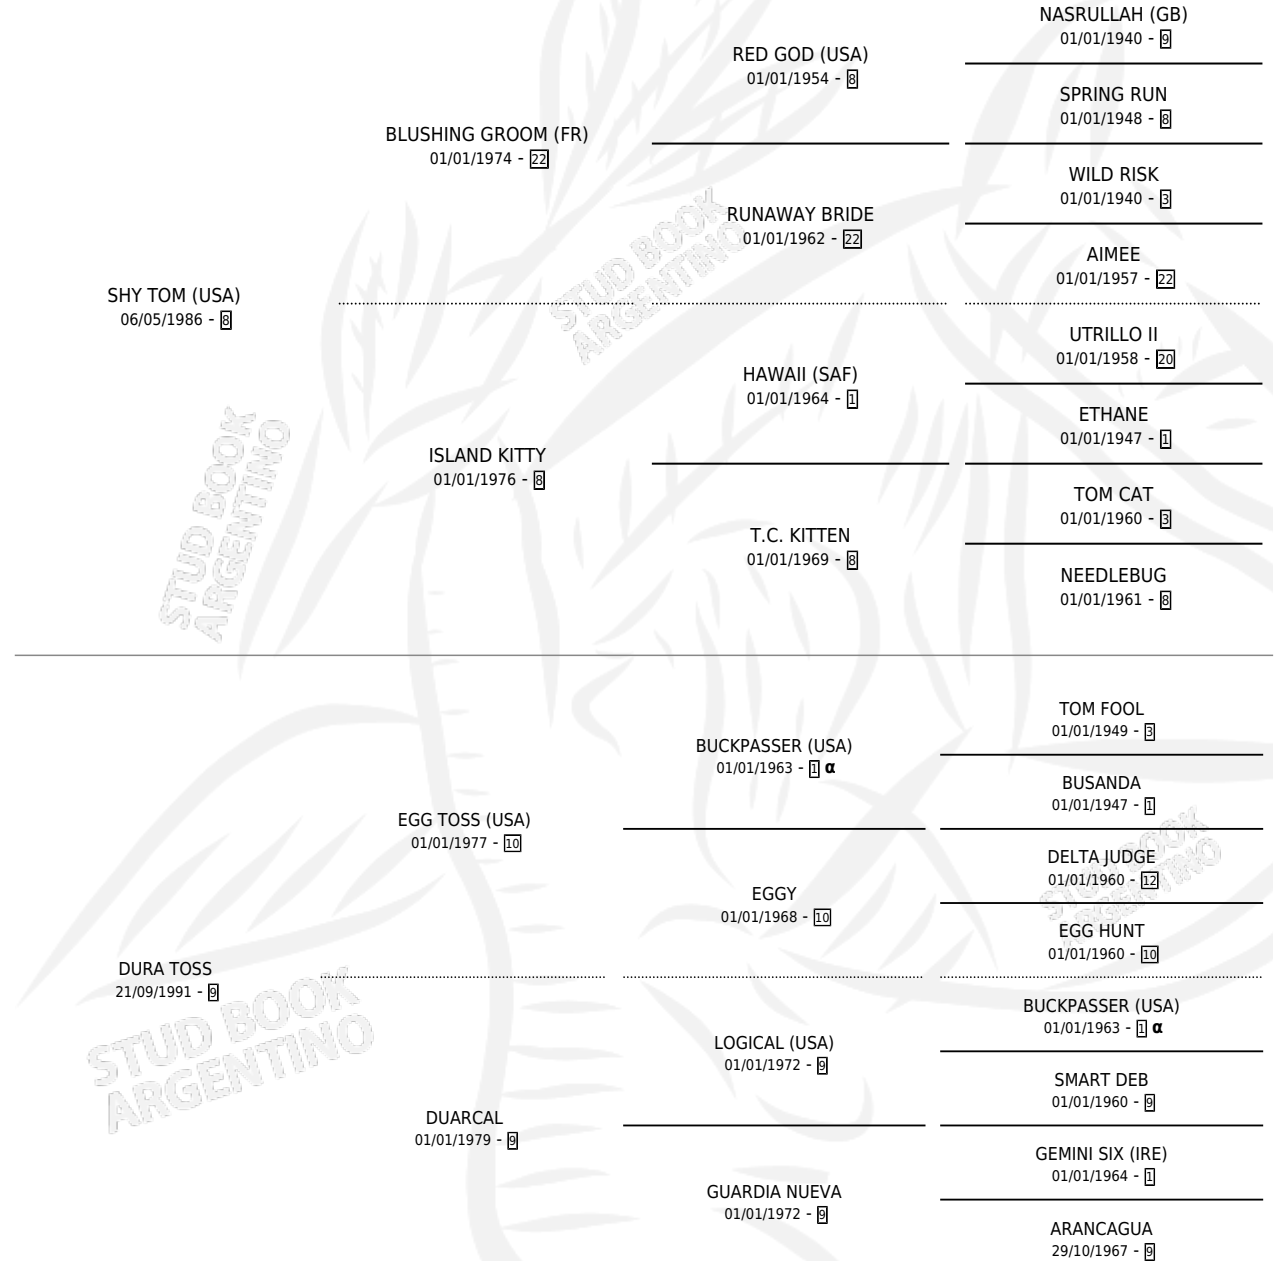 NASRULLAH (GB)
01/01/1940 - 9
RED GOD (USA)
01/01/1954 - 8
SPRING RUN
01/01/1948 - 8
BLUSHING GROOM (FR)
01/01/1974 - 22
WILD RISK
01/01/1940 - 3
RUNAWAY BRIDE
01/01/1962 - 22
AIMEE
01/01/1957 - 22
STUD BOOK
ARGENTINO
SHY TOM (USA)
06/05/1986 - 8
UTRILLO II
01/01/1958 - 20
HAWAII (SAF)
01/01/1964 - 1
ETHANE
01/01/1947 - 1
ISLAND KITTY
01/01/1976 - 8
TOM CAT
01/01/1960 - 3
T.C. KITTEN
01/01/1969 - 8
NEEDLEBUG
01/01/1961 - 8
STUD BOOK
ARGENTINO
TOM FOOL
01/01/1949 - 3
BUCKPASSER (USA)
01/01/1963 - 1 α
BUSANDA
01/01/1947 - 1
EGG TOSS (USA)
01/01/1977 - 10
DELTA JUDGE
01/01/1960 - 12
EGGY
01/01/1968 - 10
EGG HUNT
01/01/1960 - 10
STUD BOOK
ARGENTINO
DURA TOSS
21/09/1991 - 9
BUCKPASSER (USA)
01/01/1963 - 1 α
LOGICAL (USA)
01/01/1972 - 9
SMART DEB
01/01/1960 - 9
STUD BOOK
ARGENTINO
DUARCAL
01/01/1979 - 9
GEMINI SIX (IRE)
01/01/1964 - 1
GUARDIA NUEVA
01/01/1972 - 9
ARANCAGUA
29/10/1967 - 9